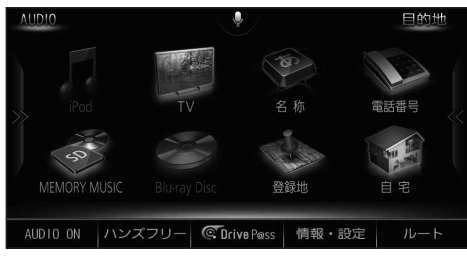 AUDIO 目的地
iPod TV 名称 電話番号
SD
MEMORY MUSIC Blu-ray Disc 登録地 自宅
AUDIO ON ハンズフリー Drive P@ss 情報・設定 ルート